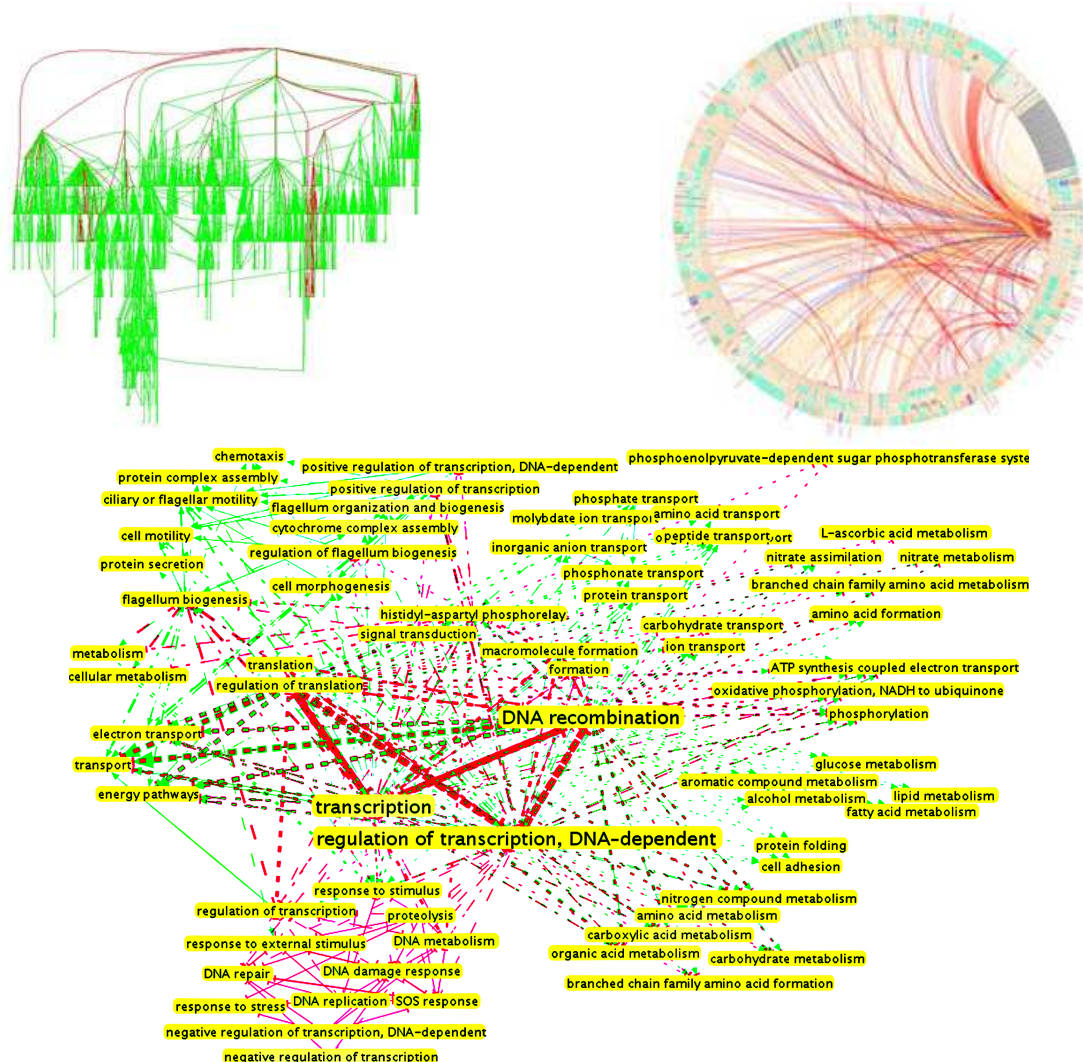 chemotaxis
positive regulation of transcription, DNA-dependent
phosphoenolpyruvate-dependent sugar phosphotransferase syste
protein complex assembly
positive regulation of transcription
ciliary or flagellar motility
phosphate transport
flagellum organization and biogenesis
molybdate ion transport
amino acid transport
cytochrome complex assembly
cell motility
peptide transport
L-ascorbic acid metabolism
inorganic anion transport
regulation of flagellum biogenesis
nitrate assimilation
nitrate metabolism
protein secretion
phosphonate transport
cell morphogenesis
branched chain family amino acid metabolism
flagellum biogenesis
protein transport
histidyl-aspartyl phosphorelay
amino acid formation
signal transduction
carbohydrate transport
metabolism
macromolecule formation
ion transport
translation
formation
ATP synthesis coupled electron transport
cellular metabolism
regulation of translation
oxidative phosphorylation, NADH to ubiquinone
DNA recombination
phosphorylation
electron transport
transport
glucose metabolism
aromatic compound metabolism
energy pathways
alcohol metabolism
lipid metabolism
transcription
fatty acid metabolism
regulation of transcription, DNA-dependent
protein folding
cell adhesion
response to stimulus
nitrogen compound metabolism
regulation of transcription
proteolysis
amino acid metabolism
response to external stimulus
DNA metabolism
carboxylic acid metabolism
organic acid metabolism
carbohydrate metabolism
DNA repair
DNA damage response
branched chain family amino acid formation
response to stress
DNA replication
SOS response
negative regulation of transcription, DNA-dependent
negative regulation of transcription